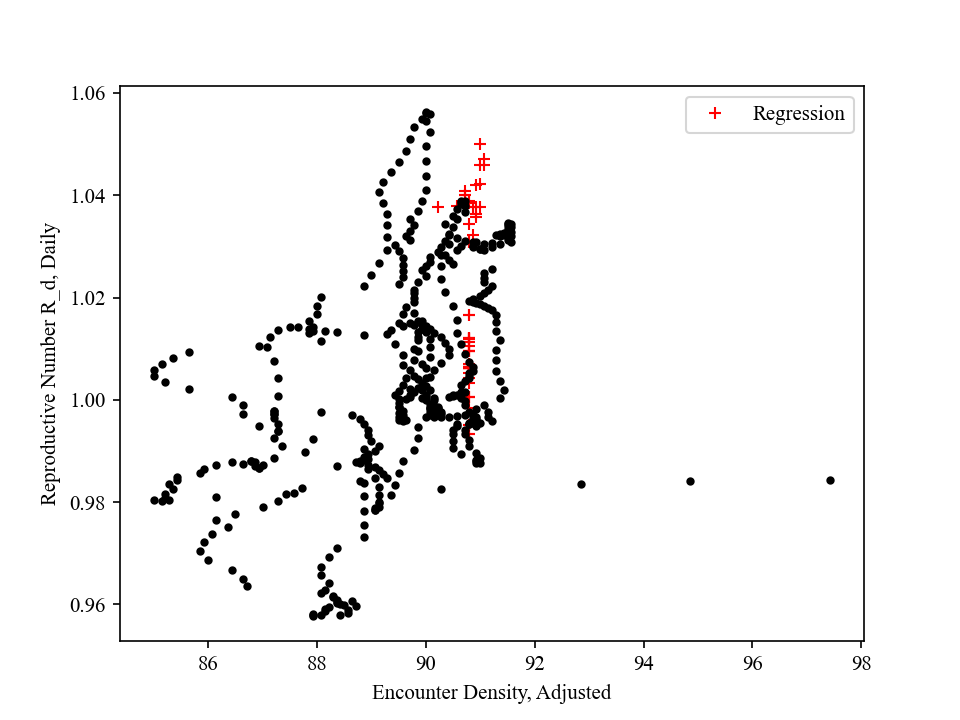 Regression
1.06
1.04
1.02
1.00
0.98
0.96
Reproductive Number R_d, Daily
86 88 90 92 94 96 98
Encounter Density, Adjusted